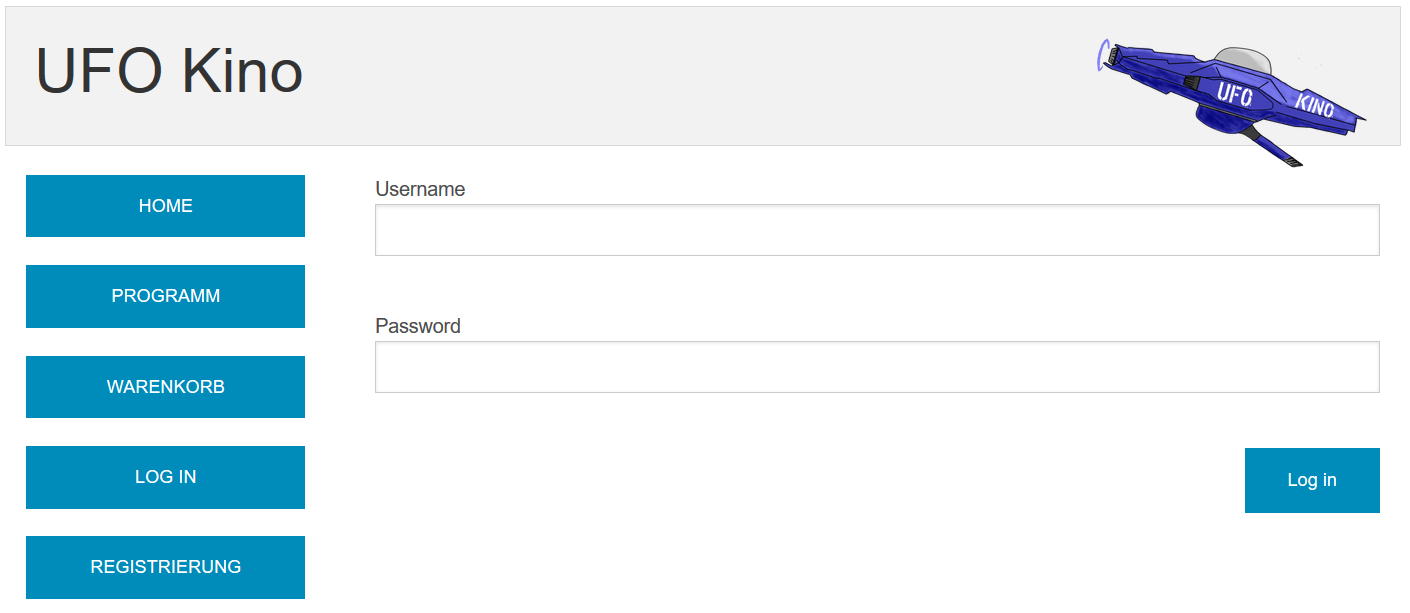 UFO Kino
UFO KINO
HOME
PROGRAMM
WARENKORB
LOG IN
REGISTRIERUNG
Username
Password
Log in